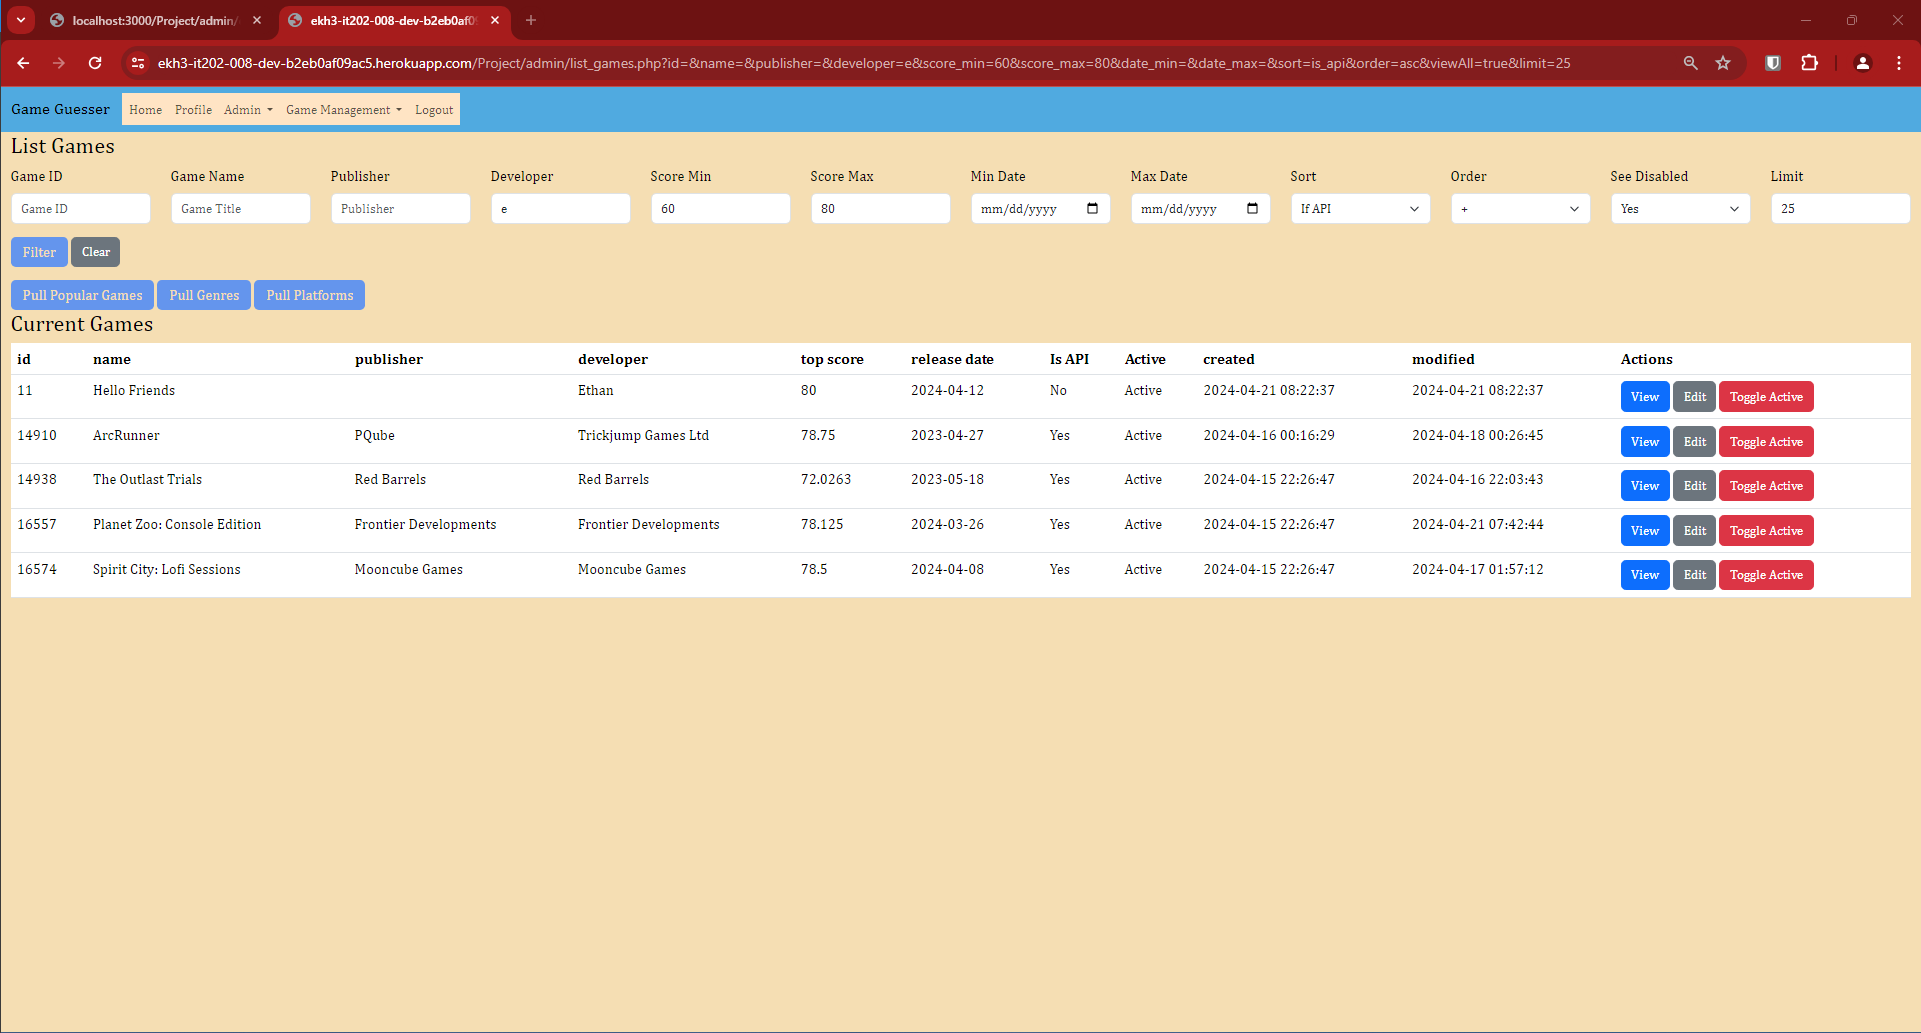 localhost:3000/Project/admin/
ekh3-it202-008-dev-b2eb0af09
ekh3-it202-008-dev-b2eb0af09ac5.herokuapp.com/Project/admin/list_games.php?id=&name=&publisher=&developer=e&score_min=60&score_max=80&date_min=&date_max=&sort=is_api&order=asc&viewAll=true&limit=25
Game Guesser Home Profile Admin Game Management Logout
List Games
Game ID Game Name Publisher Developer Score Min Score Max Min Date Max Date Sort Order See Disabled Limit
Game ID Game Title Publisher e 60 80 mm/dd/yyyy mm/dd/yyyy If API + Yes 25
Filter Clear
Pull Popular Games Pull Genres Pull Platforms
Current Games
id name publisher developer top score release date Is API Active created modified Actions
11 Hello Friends Ethan 80 2024-04-12 No Active 2024-04-21 08:22:37 2024-04-21 08:22:37 View Edit Toggle Active
14910 ArcRunner PQube Trickjump Games Ltd 78.75 2023-04-27 Yes Active 2024-04-16 00:16:29 2024-04-18 00:26:45 View Edit Toggle Active
14938 The Outlast Trials Red Barrels Red Barrels 72.0263 2023-05-18 Yes Active 2024-04-15 22:26:47 2024-04-16 22:03:43 View Edit Toggle Active
16557 Planet Zoo: Console Edition Frontier Developments Frontier Developments 78.125 2024-03-26 Yes Active 2024-04-15 22:26:47 2024-04-21 07:42:44 View Edit Toggle Active
16574 Spirit City: Lofi Sessions Mooncube Games Mooncube Games 78.5 2024-04-08 Yes Active 2024-04-15 22:26:47 2024-04-17 01:57:12 View Edit Toggle Active